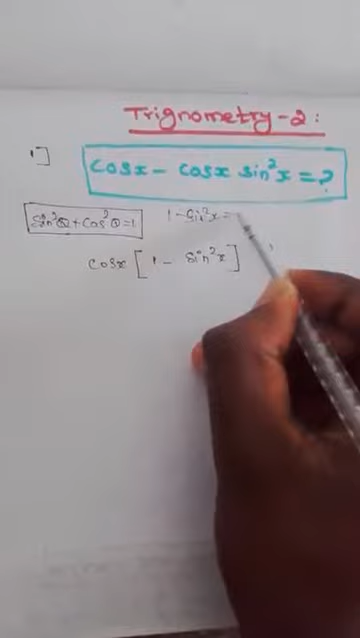 Trignometry-2:
1]
cosx - cosx sin²x = ?
sin²θ + cos²θ = 1
1 - sin²x =
cosx [ 1 - sin²x ]